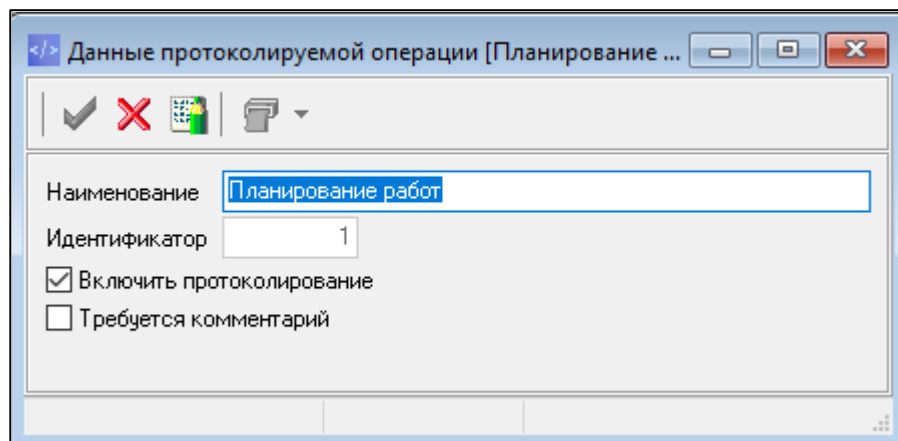 Данные протоколируемой операции [Планирование ...
Наименование Планирование работ
Идентификатор 1
Включить протоколирование
Требуется комментарий